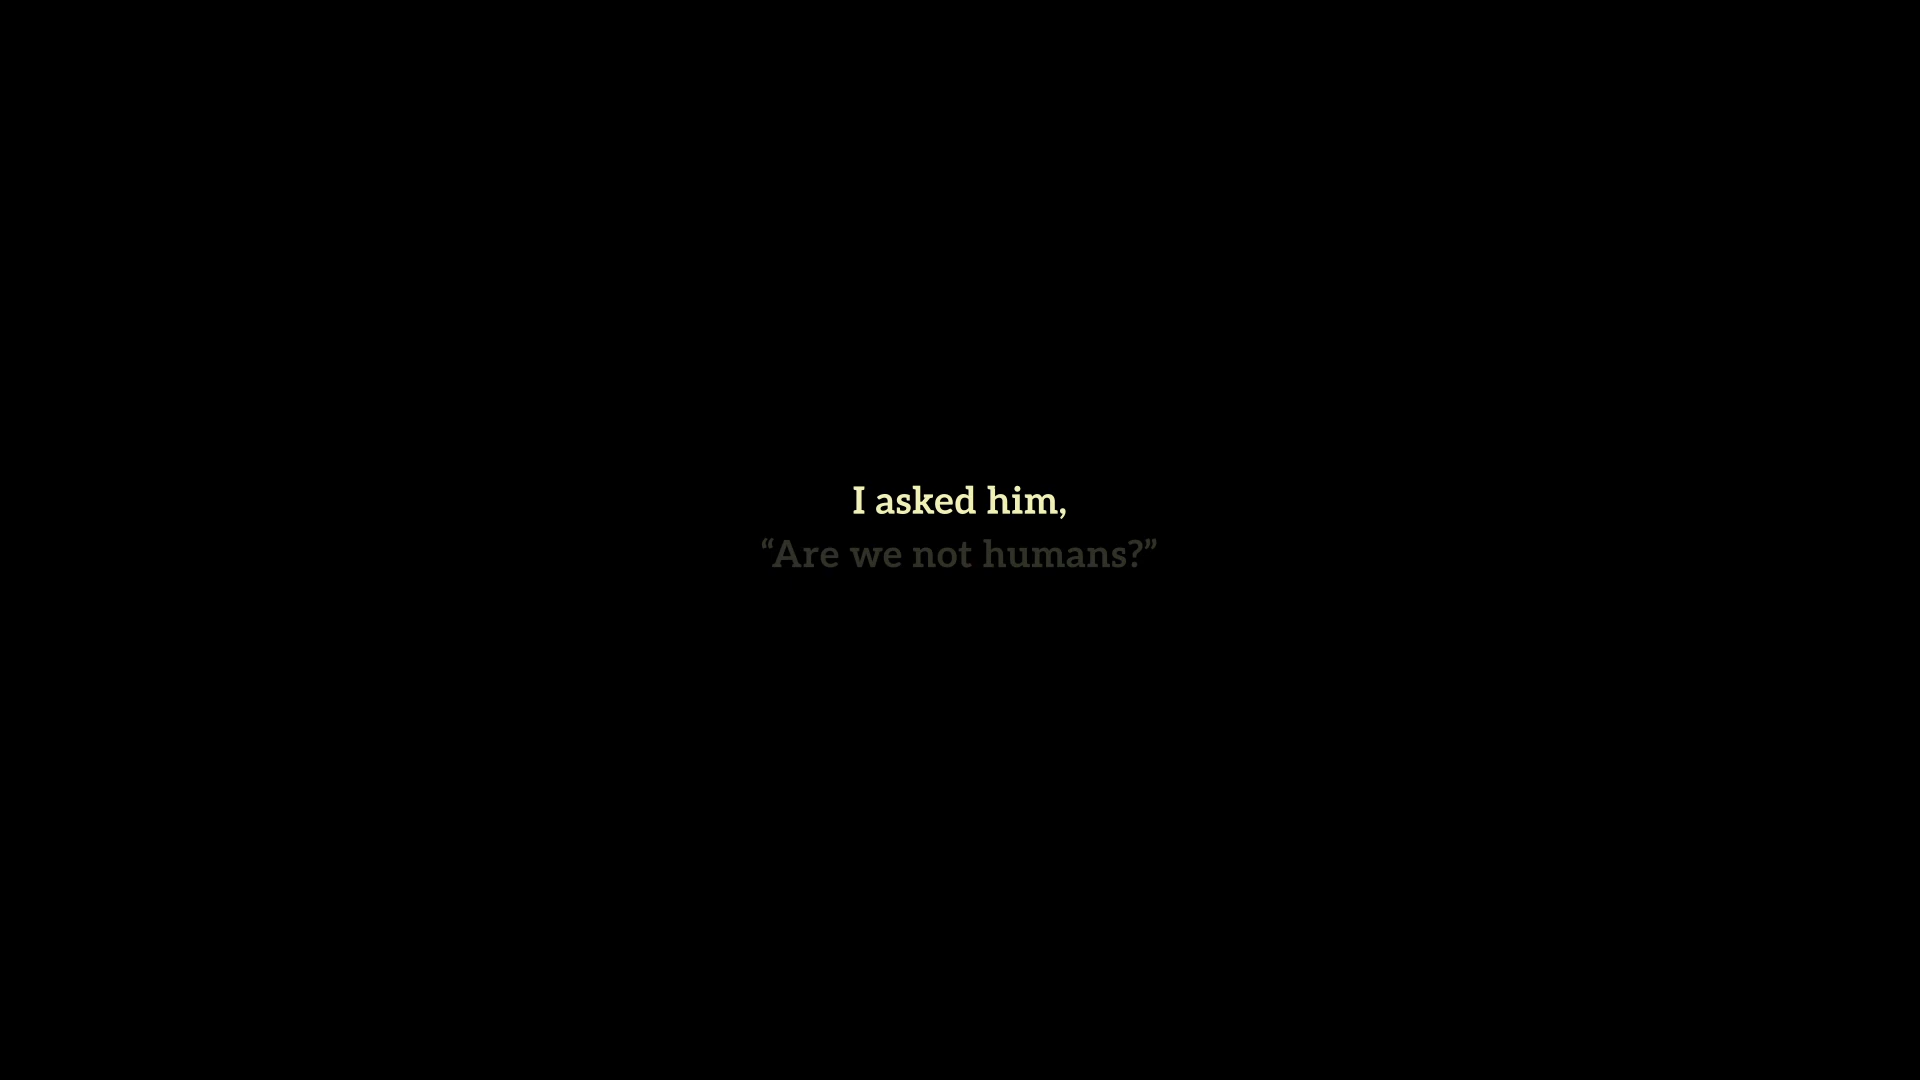 I asked him,
“Are we not humans?”